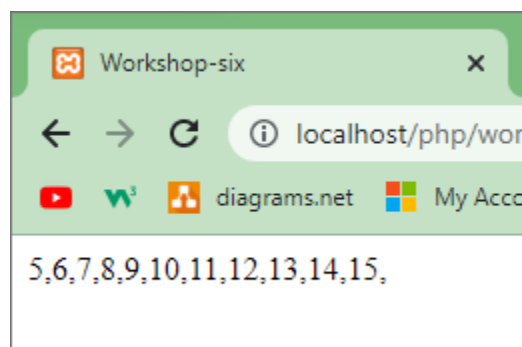 Workshop-six
localhost/php/wor
w3
diagrams.net My Acco
5,6,7,8,9,10,11,12,13,14,15,